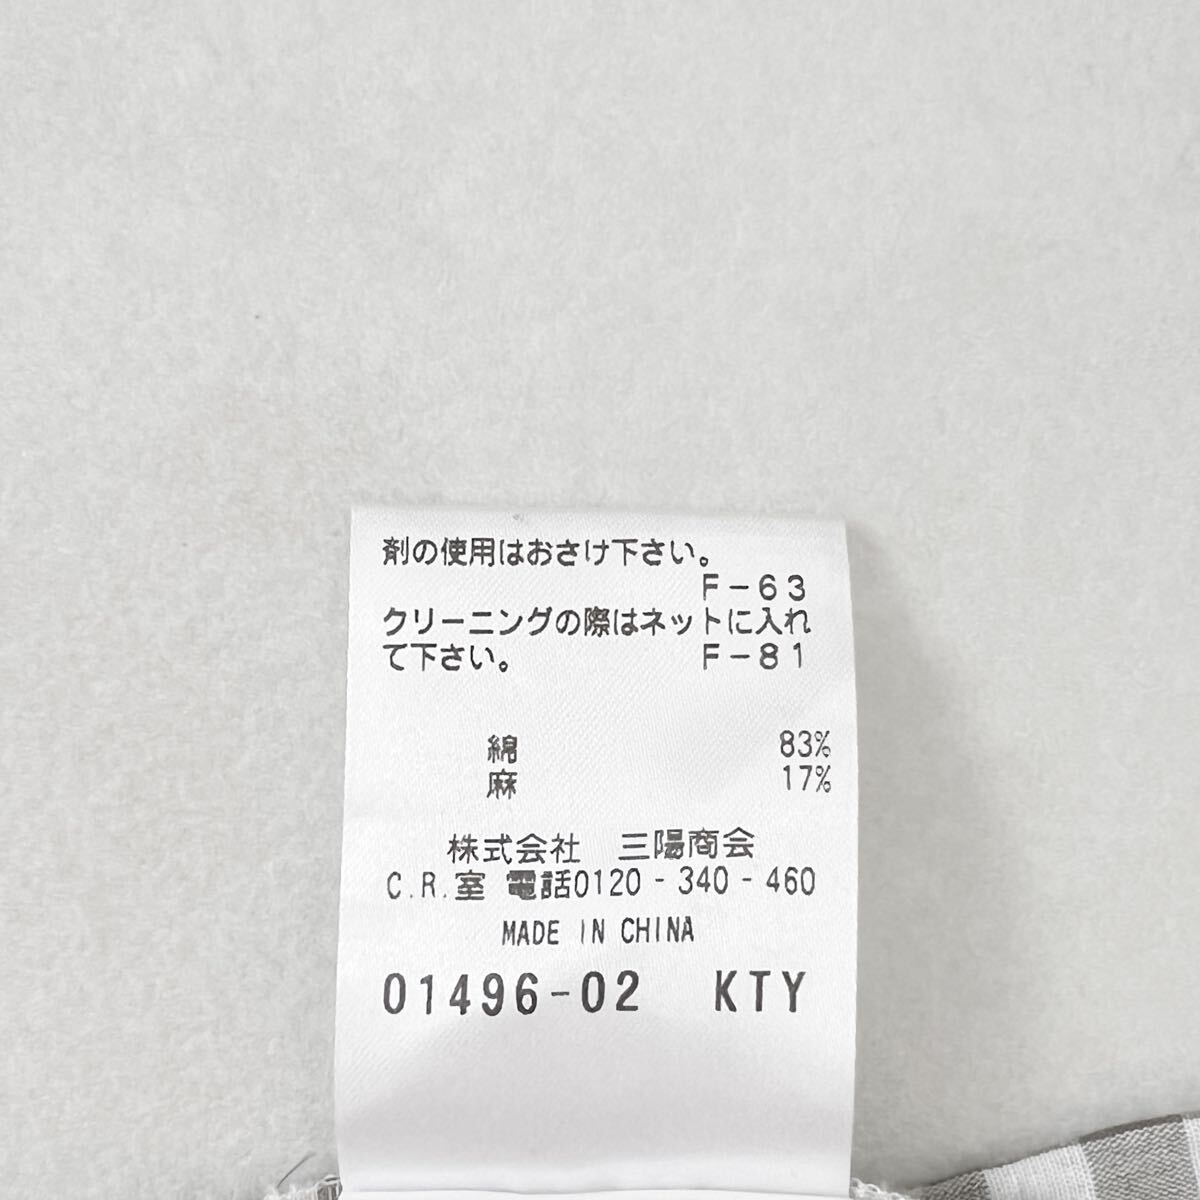 剤の使用はおさけ下さい。
F-63
クリーニングの際はネットに入れ
て下さい。 F-81
綿 83%
麻 17%
株式会社 三陽商会
C.R.室 電話0120-340-460
MADE IN CHINA
01496-02 KTY